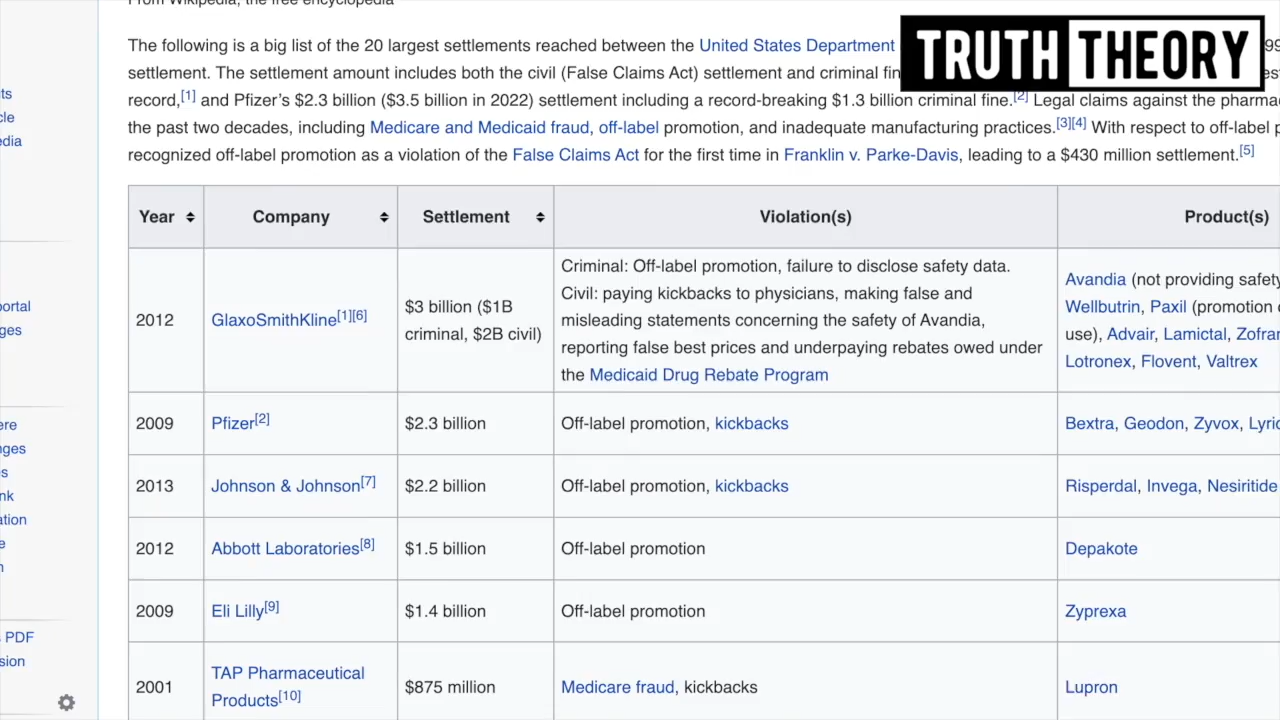 From Wikipedia, the free encyclopedia
TRUTH THEORY
The following is a big list of the 20 largest settlements reached between the United States Department
settlement. The settlement amount includes both the civil (False Claims Act) settlement and criminal
record,[1] and Pfizer's $2.3 billion ($3.5 billion in 2022) settlement including a record-breaking $1.3 billion criminal fine.[2] Legal claims against the
the past two decades, including Medicare and Medicaid fraud, off-label promotion, and inadequate manufacturing practices.[3][4] With respect to off-label
recognized off-label promotion as a violation of the False Claims Act for the first time in Franklin v. Parke-Davis, leading to a $430 million settlement.[5]
Year Company Settlement Violation(s) Product(s)
2012 GlaxoSmithKline[1][6] $3 billion ($1B
criminal, $2B civil)
Criminal: Off-label promotion, failure to disclose safety data.
Civil: paying kickbacks to physicians, making false and
misleading statements concerning the safety of Avandia,
reporting false best prices and underpaying rebates owed under
the Medicaid Drug Rebate Program
Avandia (not providing safety
Wellbutrin, Paxil (promotion
use), Advair, Lamictal, Zofran
Lotronex, Flovent, Valtrex
2009 Pfizer[2] $2.3 billion Off-label promotion, kickbacks Bextra, Geodon, Zyvox,
2013 Johnson & Johnson[7] $2.2 billion Off-label promotion, kickbacks Risperdal, Invega, Nesiritide
2012 Abbott Laboratories[8] $1.5 billion Off-label promotion Depakote
2009 Eli Lilly[9] $1.4 billion Off-label promotion Zyprexa
2001 TAP Pharmaceutical
Products[10] $875 million Medicare fraud, kickbacks Lupron
PDF